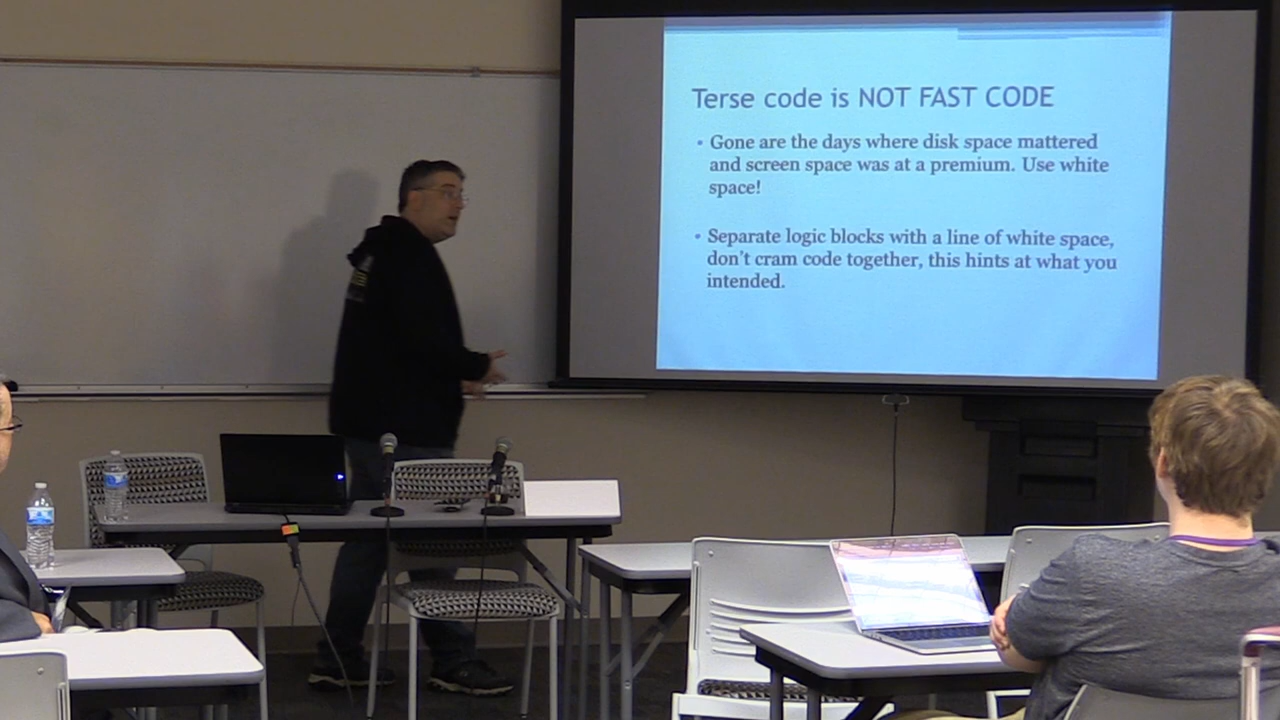 Terse code is NOT FAST CODE
• Gone are the days where disk space mattered
and screen space was at a premium. Use white
space!
• Separate logic blocks with a line of white space,
don't cram code together, this hints at what you
intended.